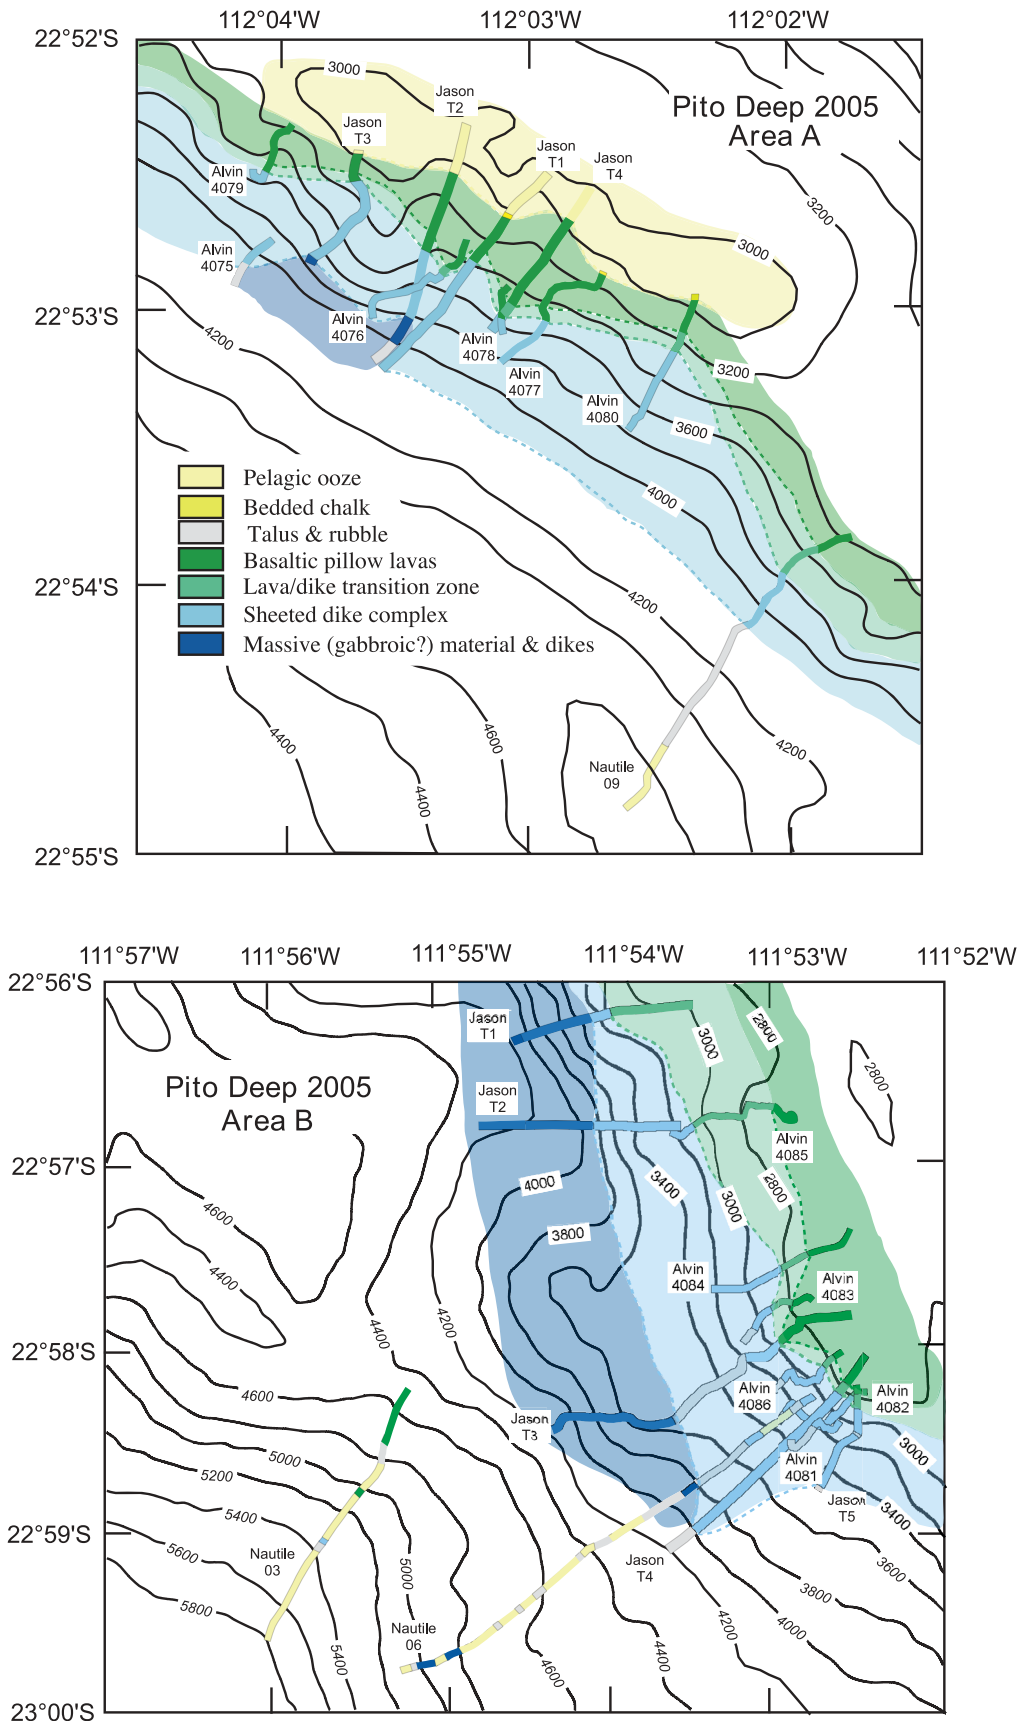 112°04'W 112°03'W 112°02'W
22°52'S
3000
Jason
T2
Pito Deep 2005
Area A
Jason
T3
Jason
T1
Jason
T4
Alvin
4079
3200
3000
Alvin
4075
22°53'S
4200
Alvin
4076
Alvin
4078
Alvin
4077
3200
Alvin
4080
3600
4000
Pelagic ooze
Bedded chalk
Talus & rubble
Basaltic pillow lavas
Lava/dike transition zone
Sheeted dike complex
Massive (gabbroic?) material & dikes
22°54'S
4200
4400
4600
4200
4400
Nautile
09
22°55'S
111°57'W 111°56'W 111°55'W 111°54'W 111°53'W 111°52'W
22°56'S
Jason
T1
3000
2800
2800
Pito Deep 2005
Area B
Jason
T2
Alvin
4085
22°57'S
4000
3400
3000
2800
4600
3800
4400
Alvin
4084
Alvin
4083
4400
4200
22°58'S
4600
Alvin
4086
Alvin
4082
Jason
T3
5000
3000
5200
Alvin
4081
5400
Jason
T5
3400
22°59'S
5600
Nautile
03
5000
Jason
T4
3600
5800
3800
Nautile
06
4200
4000
5400
4600
4400
23°00'S